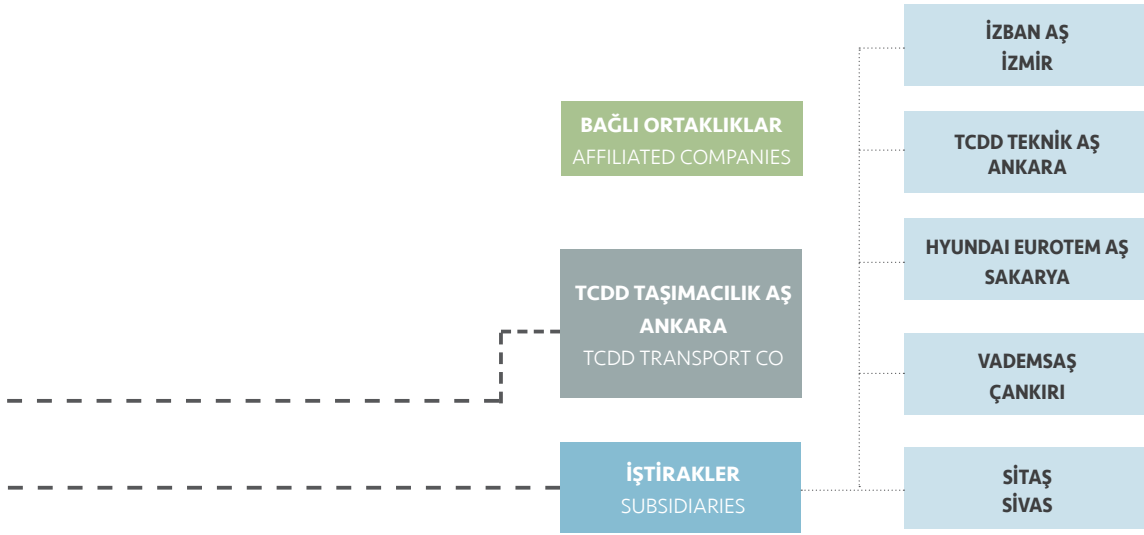 BAĞLI ORTAKLIKLAR
AFFILIATED COMPANIES
TCDD TAŞIMACILIK AŞ
ANKARA
TCDD TRANSPORT CO
İŞTİRAKLER
SUBSIDIARIES
İZBAN AŞ
İZMİR
TCDD TEKNİK AŞ
ANKARA
HYUNDAI EUROTEM AŞ
SAKARYA
VADEMSAŞ
ÇANKIRI
SİTAŞ
SİVAS